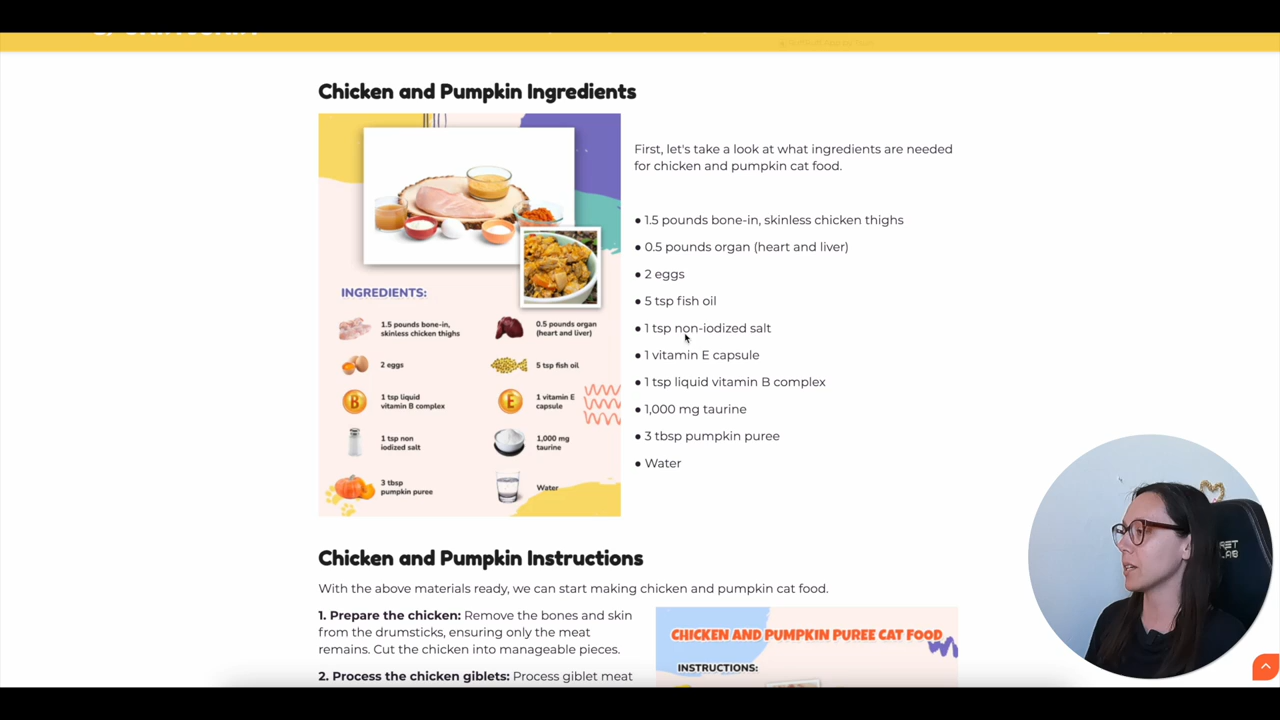 Chicken and Pumpkin Ingredients
First, let's take a look at what ingredients are needed
for chicken and pumpkin cat food.
● 1.5 pounds bone-in, skinless chicken thighs
● 0.5 pounds organ (heart and liver)
● 2 eggs
● 5 tsp fish oil
● 1 tsp non-iodized salt
● 1 vitamin E capsule
● 1 tsp liquid vitamin B complex
● 1,000 mg taurine
● 3 tbsp pumpkin puree
● Water
INGREDIENTS:
1.5 pounds bone-in,
skinless chicken thighs
0.5 pounds organ
(heart and liver)
2 eggs
5 tsp fish oil
B
1 tsp liquid
vitamin B complex
E
1 vitamin E
capsule
1 tsp non
iodized salt
1,000 mg
taurine
3 tbsp
pumpkin puree
Water
Chicken and Pumpkin Instructions
With the above materials ready, we can start making chicken and pumpkin cat food.
1. Prepare the chicken: Remove the bones and skin
from the drumsticks, ensuring only the meat
remains. Cut the chicken into manageable pieces.
2. Process the chicken giblets: Process giblet meat
CHICKEN AND PUMPKIN PUREE CAT FOOD
INSTRUCTIONS: